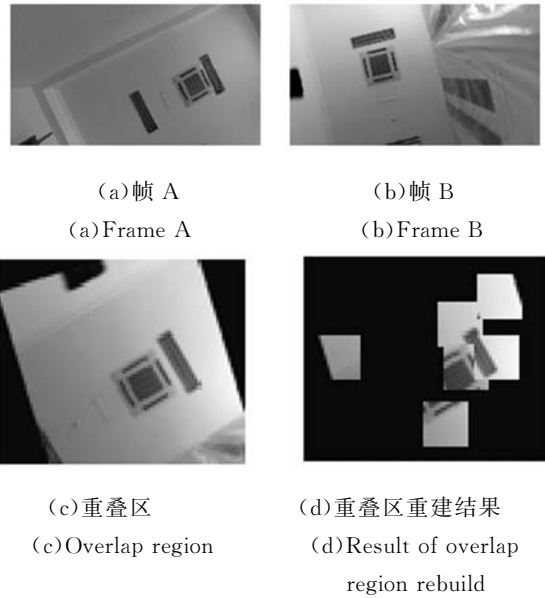 (a)帧 A
(b)帧 B
(a)Frame A
(b)Frame B
(c)重叠区
(d)重叠区重建结果
(c)Overlap region
(d)Result of overlap
region rebuild